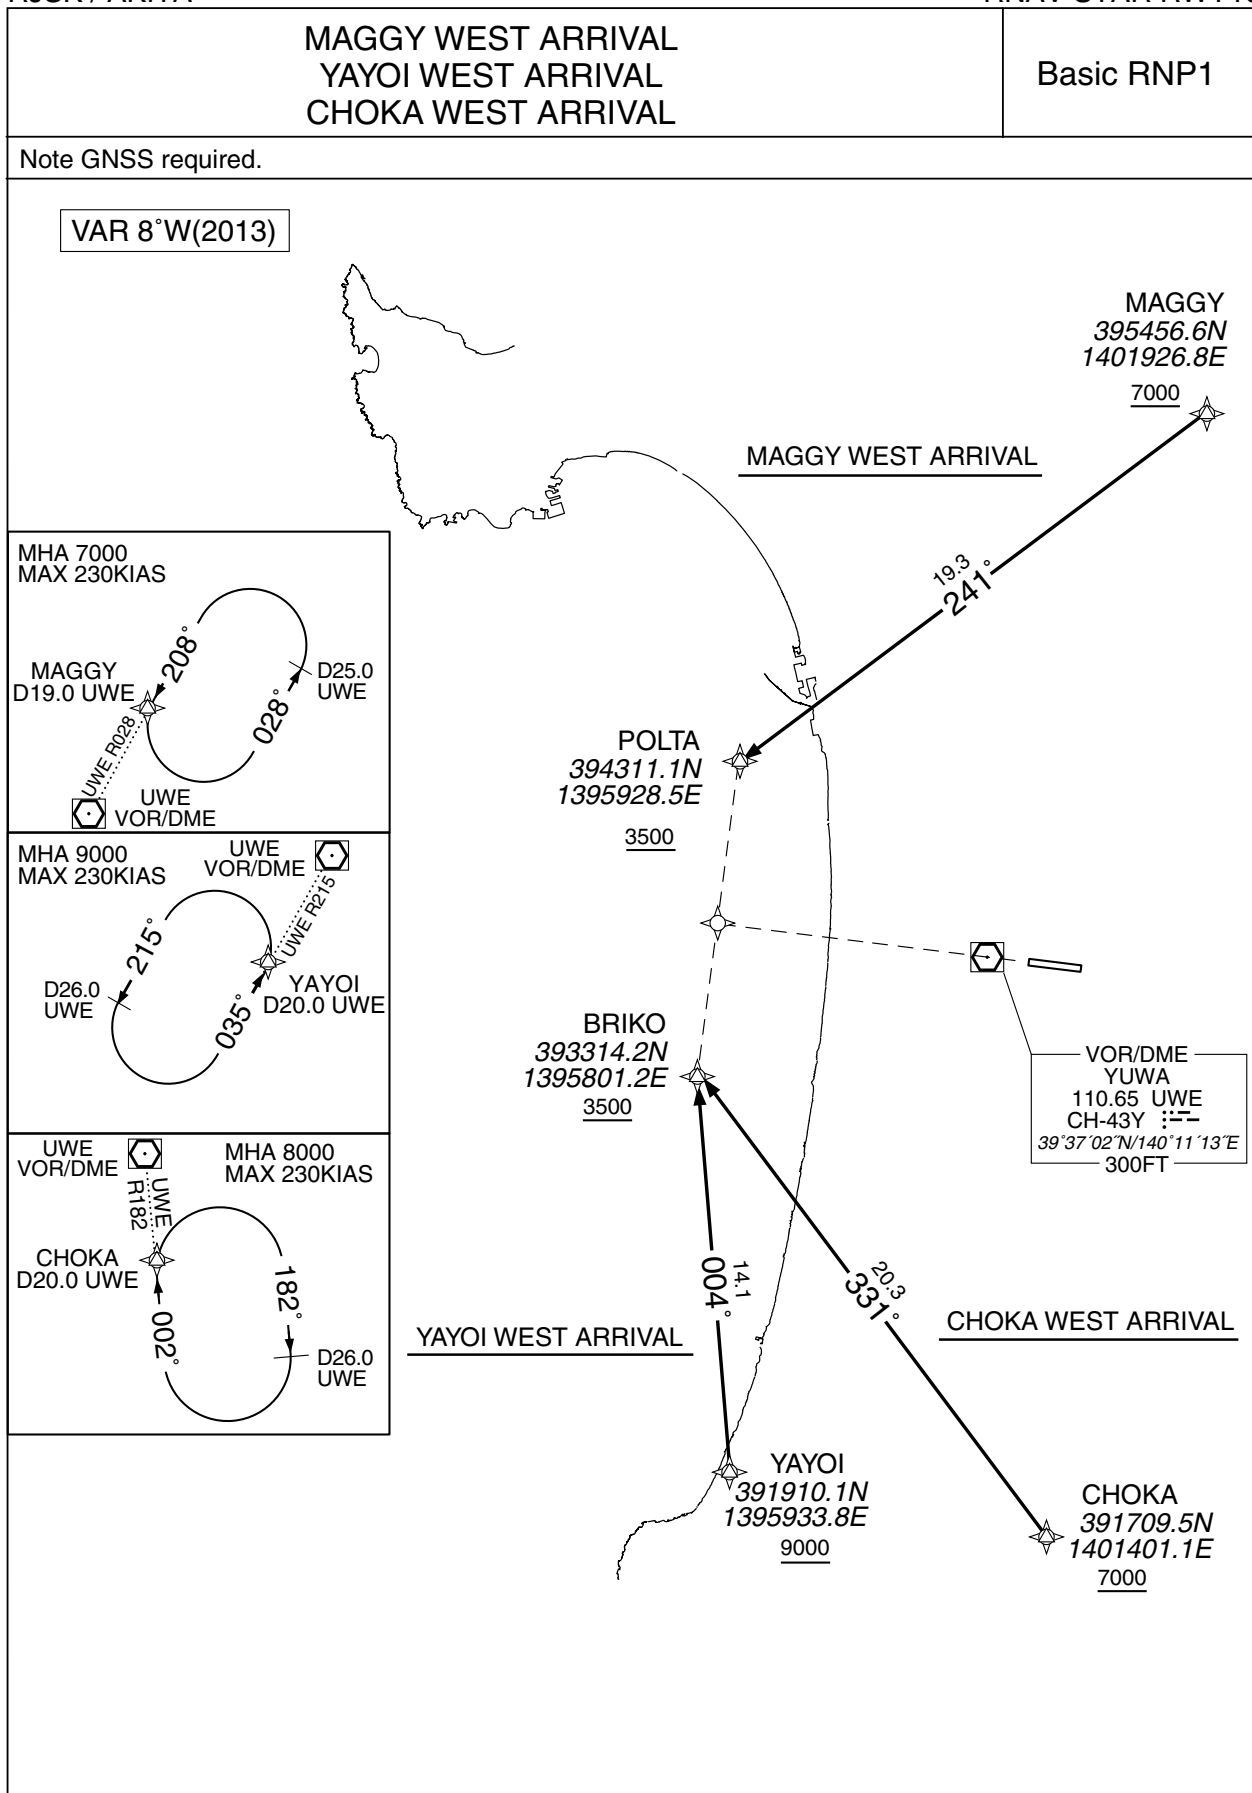 MAGGY WEST ARRIVAL
YAYOI WEST ARRIVAL
CHOKA WEST ARRIVAL
Basic RNP1
Note GNSS required.
VAR 8°W(2013)
MAGGY
395456.6N
1401926.8E
7000
MAGGY WEST ARRIVAL
19.3
241°
MHA 7000
MAX 230KIAS
208°
MAGGY
D19.0 UWE
D25.0
UWE
028°
UWE R028
UWE
VOR/DME
POLTA
394311.1N
1395928.5E
3500
MHA 9000
MAX 230KIAS
UWE
VOR/DME
UWE R215
215°
D26.0
UWE
YAYOI
D20.0 UWE
035°
BRIKO
393314.2N
1395801.2E
3500
VOR/DME
YUWA
110.65 UWE
CH-43Y
39°37´02˝N/140°11´13˝E
300FT
UWE
VOR/DME
MHA 8000
MAX 230KIAS
UWE
R182
CHOKA
D20.0 UWE
182°
002°
D26.0
UWE
14.1
004°
20.3
331°
YAYOI WEST ARRIVAL
CHOKA WEST ARRIVAL
YAYOI
391910.1N
1395933.8E
9000
CHOKA
391709.5N
1401401.1E
7000